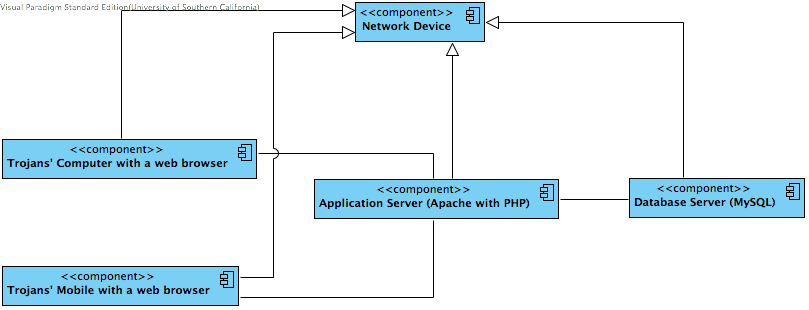 Visual Paradigm Standard Edition(University of Southern California)
<<component>>
Network Device
<<component>>
Trojans' Computer with a web browser
<<component>>
Application Server (Apache with PHP)
<<component>>
Database Server (MySQL)
<<component>>
Trojans' Mobile with a web browser